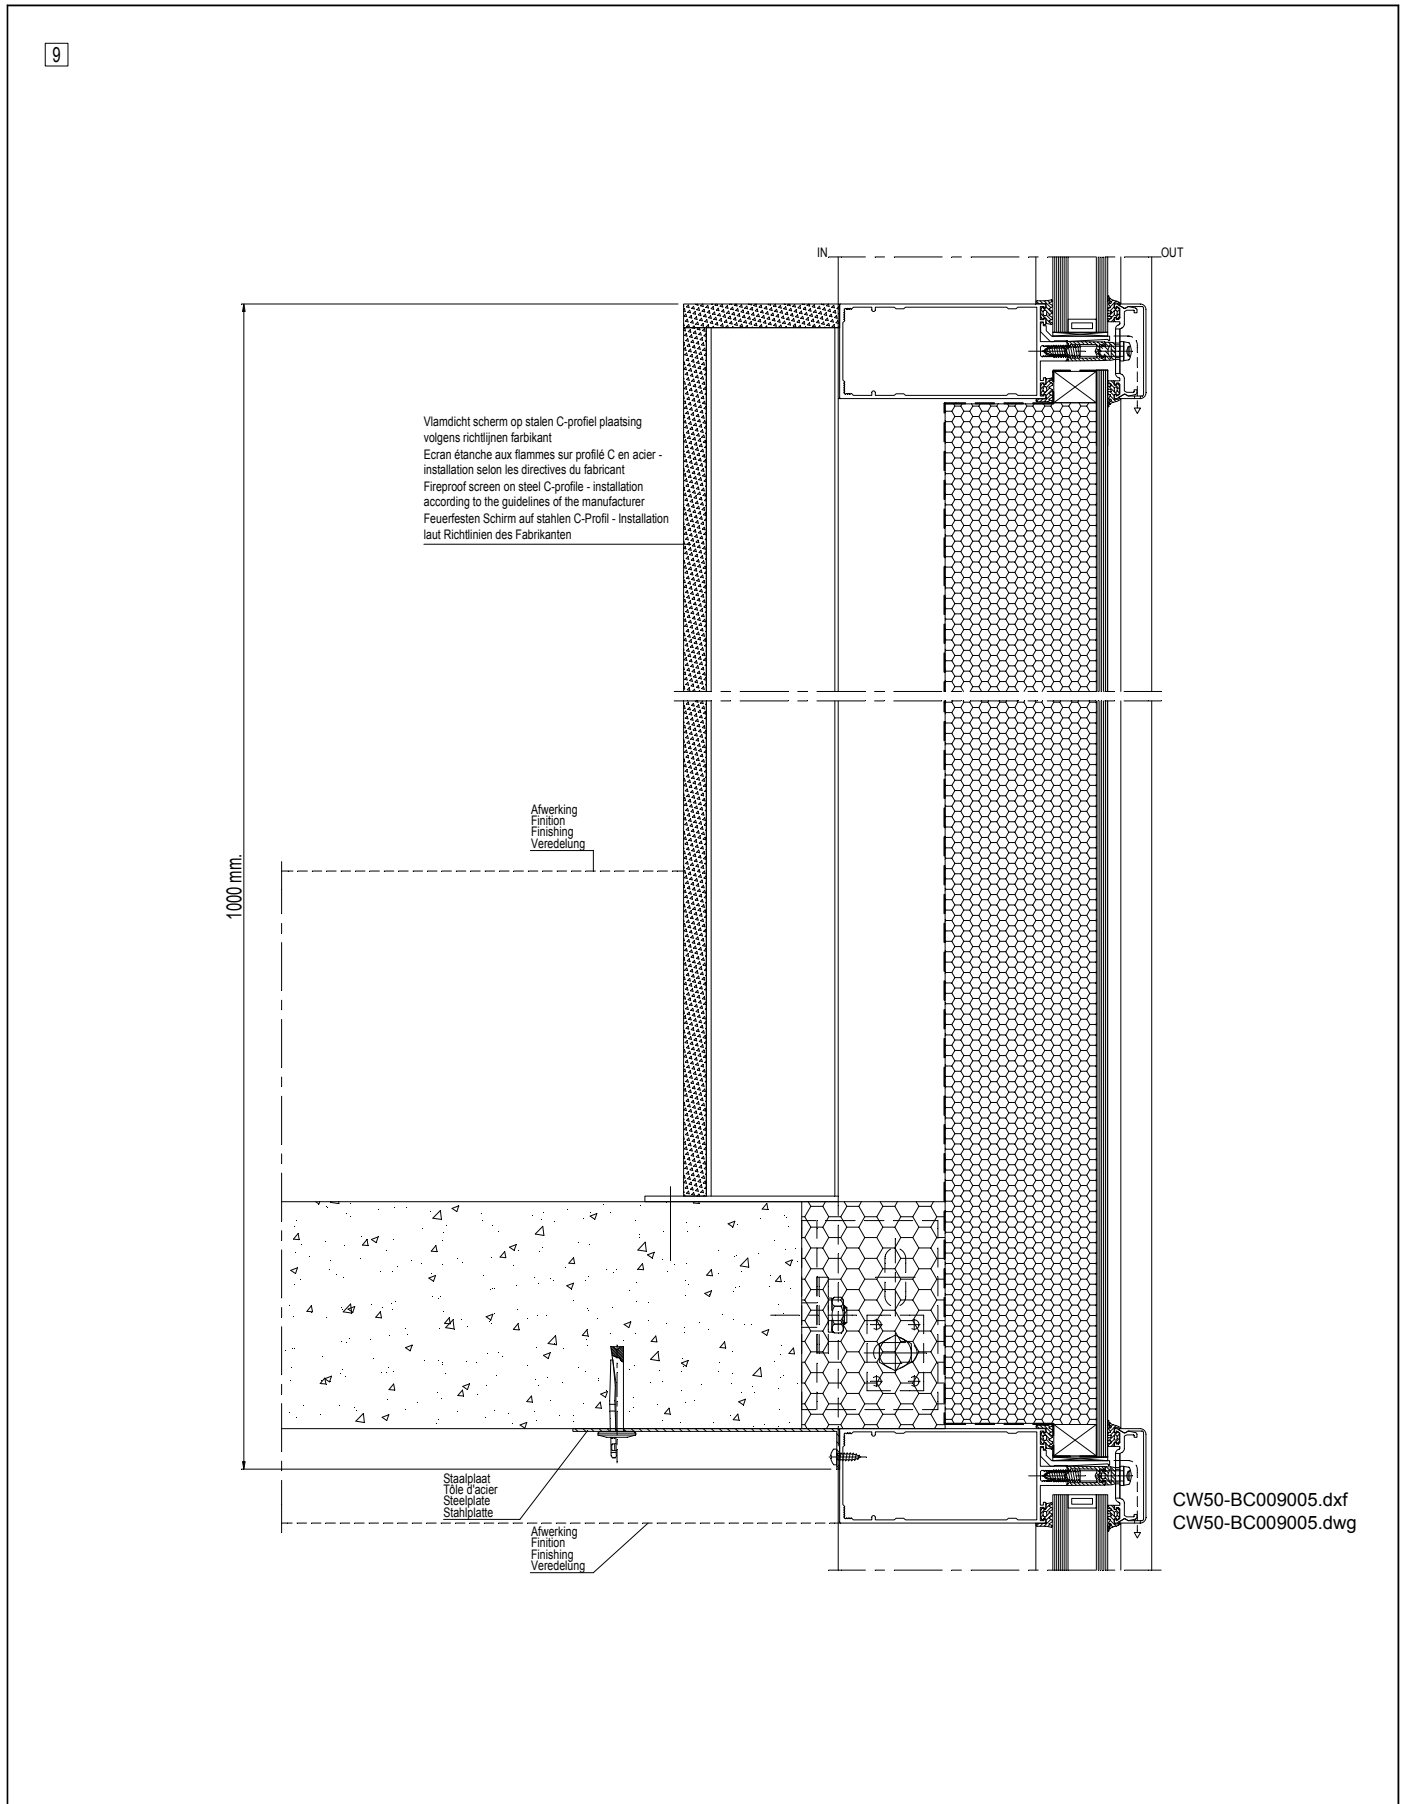 9
IN
OUT
Vlamdicht scherm op stalen C-profiel plaatsing
volgens richtlijnen farbikant
Ecran étanche aux flammes sur profilé C en acier -
installation selon les directives du fabricant
Fireproof screen on steel C-profile - installation
according to the guidelines of the manufacturer
Feuerfesten Schirm auf stahlen C-Profil - Installation
laut Richtlinien des Fabrikanten
Afwerking
Finition
Finishing
Veredelung
1000 mm.
Staalplaat
Tôle d'acier
Steelplate
Stahlplatte
Afwerking
Finition
Finishing
Veredelung
CW50-BC009005.dxf
CW50-BC009005.dwg